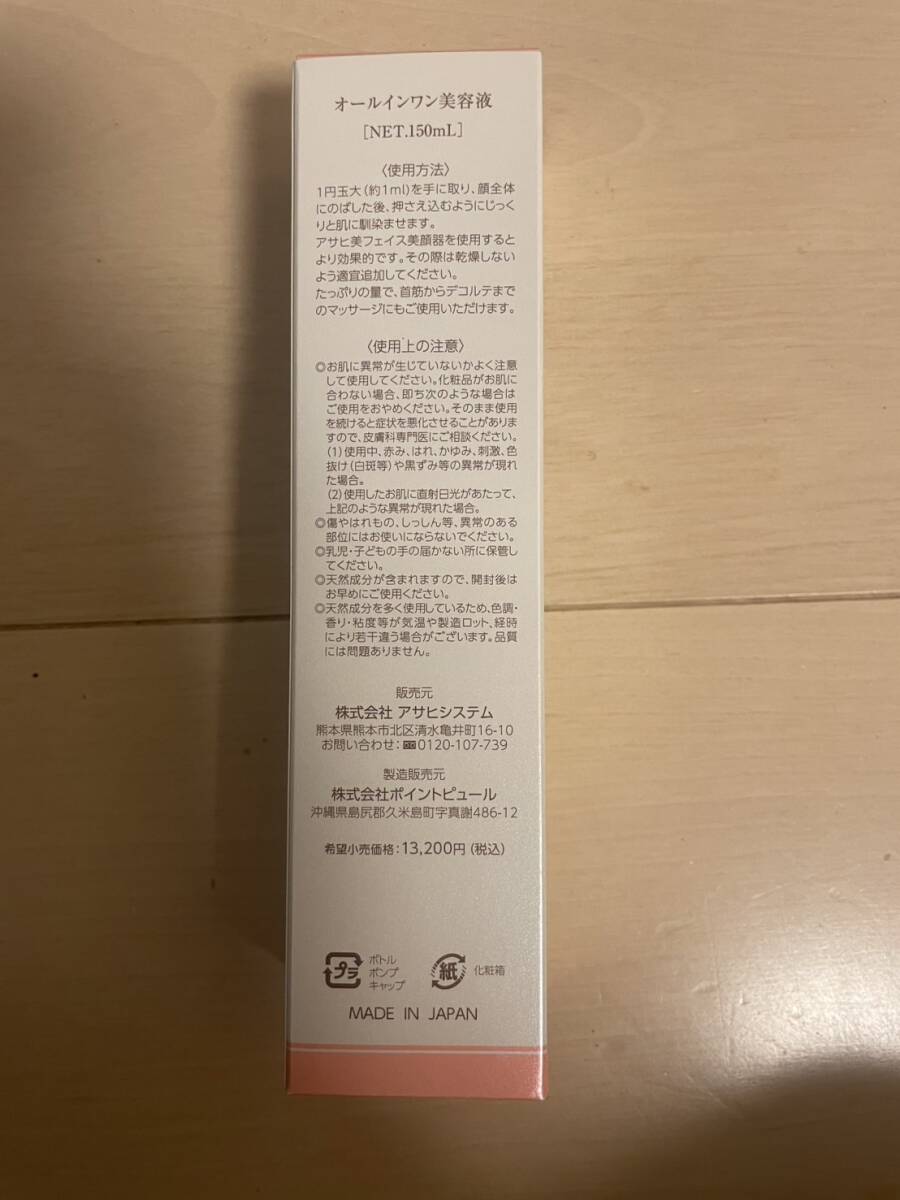 オールインワン美容液
[NET.150mL]
〈使用方法〉
1円玉大(約1ml)を手に取り、顔全体
にのばした後、押さえ込むようにじっく
りと肌に馴染ませます。
アサヒ美フェイス美顔器を使用すると
より効果的です。その際は乾燥しない
よう適宜追加してください。
たっぷりの量で、首筋からデコルテまで
のマッサージにもご使用いただけます。
〈使用上の注意〉
◎お肌に異常が生じていないかよく注意
して使用してください。化粧品がお肌に
合わない場合、即ち次のような場合は
ご使用をおやめください。そのまま使用
を続けると症状を悪化させることがありま
すので、皮膚科専門医にご相談ください。
(1)使用中、赤み、はれ、かゆみ、刺激、色
抜け(白斑等)や黒ずみ等の異常が現れ
た場合。
(2)使用したお肌に直射日光があたって、
上記のような異常が現れた場合。
◎傷やはれもの、しっしん等、異常のある
部位にはお使いにならないでください。
◎乳児・子どもの手の届かない所に保管し
てください。
◎天然成分が含まれますので、開封後は
お早めにご使用ください。
◎天然成分を多く使用しているため、色調・
香り・粘度等が気温や製造ロット、経時
により若干違う場合がございます。品質
には問題ありません。
販売元
株式会社 アサヒシステム
熊本県熊本市北区清水亀井町16-10
お問い合わせ:0120-107-739
製造販売元
株式会社ポイントピュール
沖縄県島尻郡久米島町字真謝486-12
希望小売価格:13,200円(税込)
プラ ボトル
ポンプ
キャップ
紙 化粧箱
MADE IN JAPAN